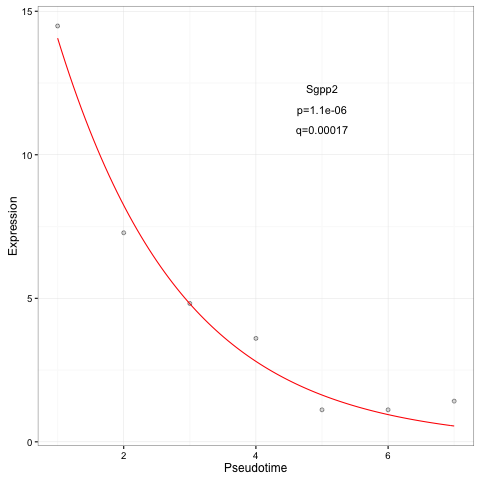 15
Sgpp2
p=1.1e-06
q=0.00017
10
Expression
5
0
2
4
6
Pseudotime